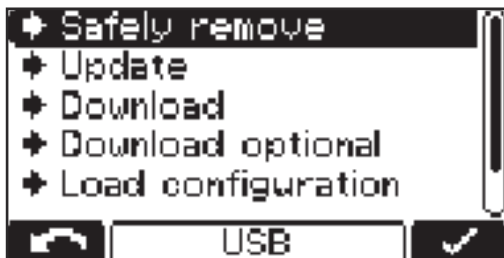 Safely remove
Update
Download
Download optional
Load configuration
USB